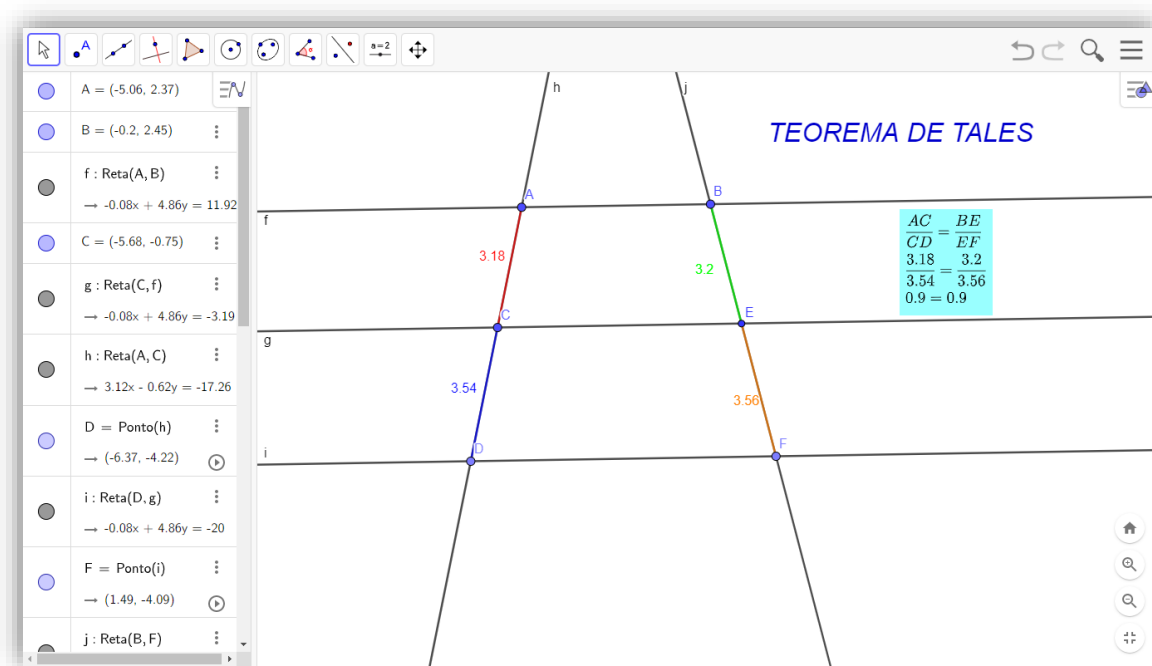 A
a=2
A = (-5.06, 2.37)
B = (-0.2, 2.45)
f : Reta(A, B)
→ -0.08x + 4.86y = 11.92
C = (-5.68, -0.75)
g : Reta(C, f)
→ -0.08x + 4.86y = -3.19
h : Reta(A, C)
→ 3.12x - 0.62y = -17.26
D = Ponto(h)
→ (-6.37, -4.22)
i : Reta(D, g)
→ -0.08x + 4.86y = -20
F = Ponto(i)
→ (1.49, -4.09)
j : Reta(B, F)
h
j
TEOREMA DE TALES
A
B
f
AC/CD = BE/EF
3.18/3.54 = 3.2/3.56
0.9 = 0.9
3.18
3.2
C
E
g
3.54
3.56
D
F
i